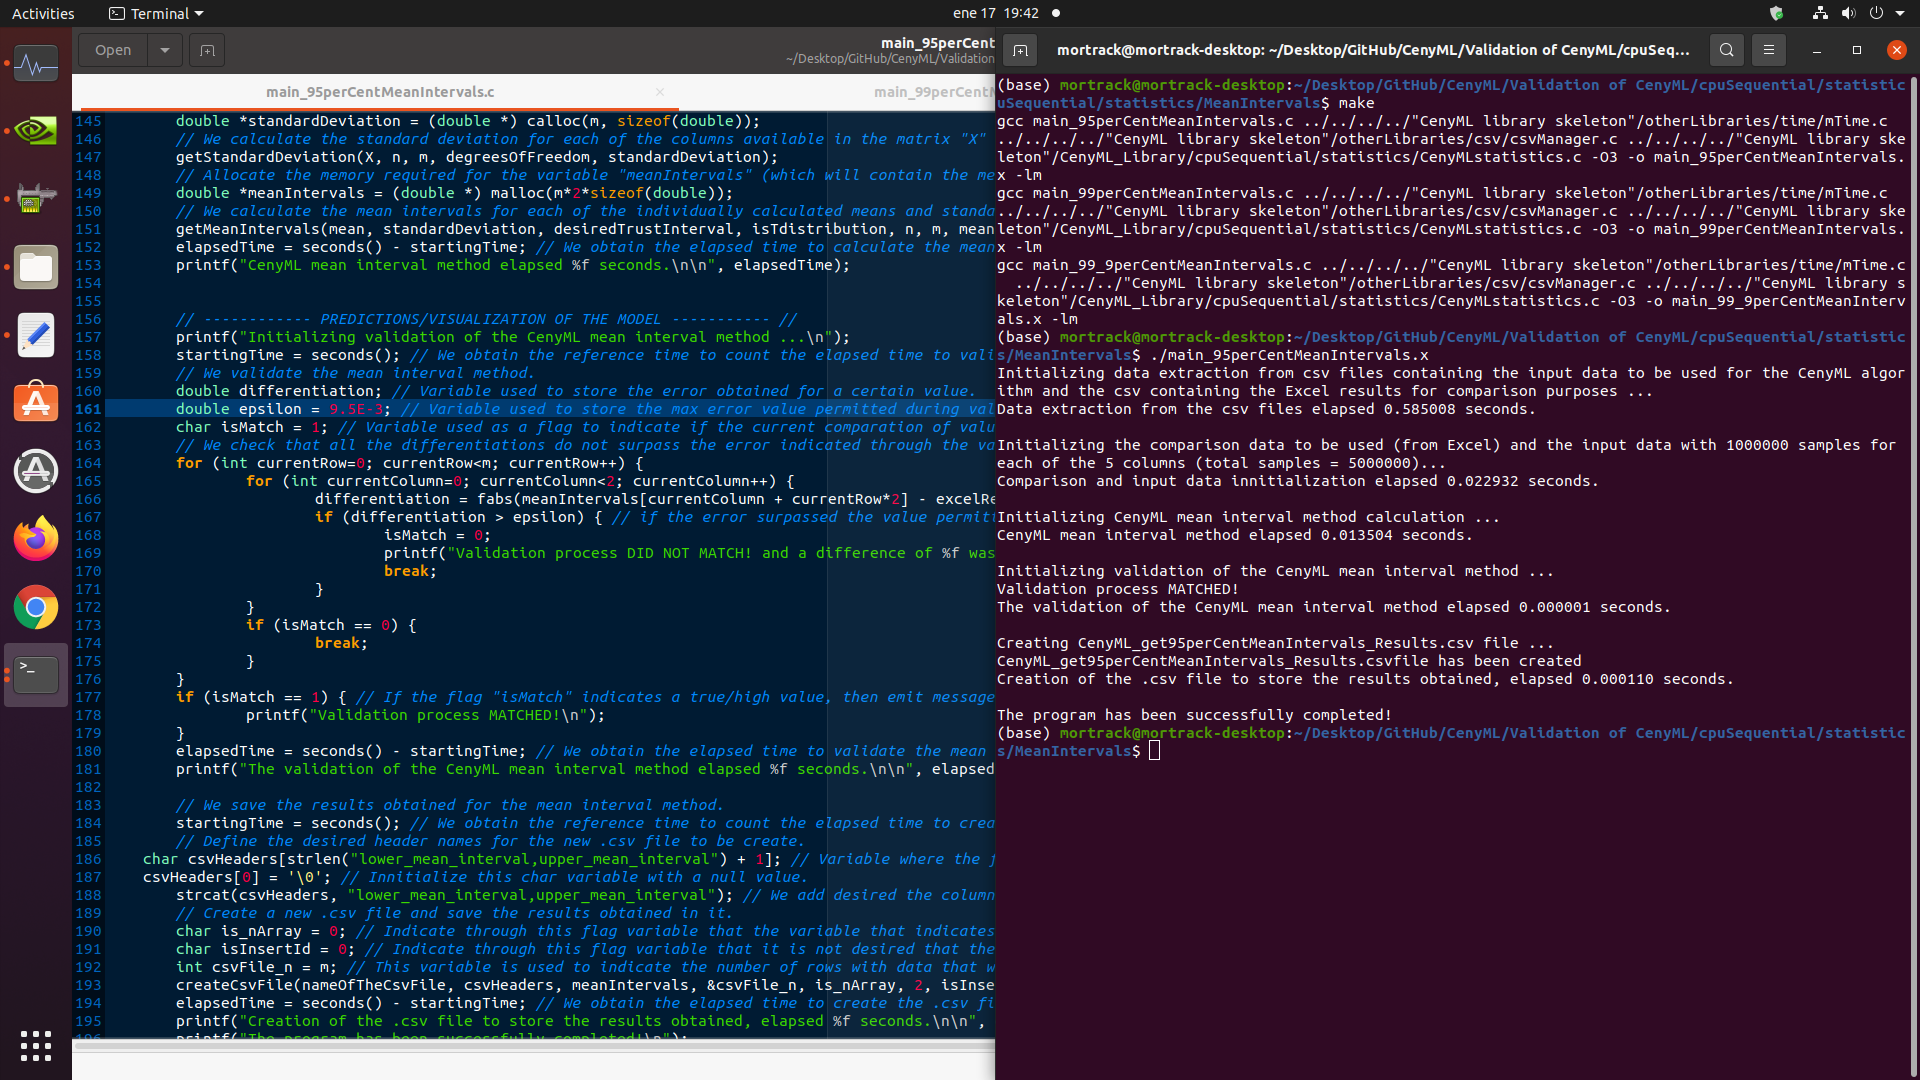 Activities
Terminal
ene 17 19:42
Open
main_95perCent
~/Desktop/GitHub/CenyML/Validation
main_95perCentMeanIntervals.c
main_99perCentM
145 double *standardDeviation = (double *) calloc(m, sizeof(double));
146 // We calculate the standard deviation for each of the columns available in the matrix "X"
147 getStandardDeviation(X, n, m, degreesOfFreedom, standardDeviation);
148 // Allocate the memory required for the variable "meanIntervals" (which will contain the me
149 double *meanIntervals = (double *) malloc(m*2*sizeof(double));
150 // We calculate the mean intervals for each of the individually calculated means and standa
151 getMeanIntervals(mean, standardDeviation, desiredTrustInterval, isTdistribution, n, m, mean
152 elapsedTime = seconds() - startingTime; // We obtain the elapsed time to calculate the mean
153 printf("CenyML mean interval method elapsed %f seconds.\n\n", elapsedTime);
154
155
156 // ------------ PREDICTIONS/VISUALIZATION OF THE MODEL ----------- //
157 printf("Initializing validation of the CenyML mean interval method ...\n");
158 startingTime = seconds(); // We obtain the reference time to count the elapsed time to vali
159 // We validate the mean interval method.
160 double differentiation; // Variable used to store the error obtained for a certain value.
161 double epsilon = 9.5E-3; // Variable used to store the max error value permitted during val
162 char isMatch = 1; // Variable used as a flag to indicate if the current comparation of valu
163 // We check that all the differentiations do not surpass the error indicated through the va
164 for (int currentRow=0; currentRow<m; currentRow++) {
165 for (int currentColumn=0; currentColumn<2; currentColumn++) {
166 differentiation = fabs(meanIntervals[currentColumn + currentRow*2] - excelRe
167 if (differentiation > epsilon) { // if the error surpassed the value permitt
168 isMatch = 0;
169 printf("Validation process DID NOT MATCH! and a difference of %f was
170 break;
171 }
172 }
173 if (isMatch == 0) {
174 break;
175 }
176 }
177 if (isMatch == 1) { // If the flag "isMatch" indicates a true/high value, then emit message
178 printf("Validation process MATCHED!\n");
179 }
180 elapsedTime = seconds() - startingTime; // We obtain the elapsed time to validate the mean
181 printf("The validation of the CenyML mean interval method elapsed %f seconds.\n\n", elapsed
182
183 // We save the results obtained for the mean interval method.
184 startingTime = seconds(); // We obtain the reference time to count the elapsed time to crea
185 // Define the desired header names for the new .csv file to be create.
186 char csvHeaders[strlen("lower_mean_interval,upper_mean_interval") + 1]; // Variable where the f
187 csvHeaders[0] = '\0'; // Innitialize this char variable with a null value.
188 strcat(csvHeaders, "lower_mean_interval,upper_mean_interval"); // We add desired the column
189 // Create a new .csv file and save the results obtained in it.
190 char is_nArray = 0; // Indicate through this flag variable that the variable that indicates
191 char isInsertId = 0; // Indicate through this flag variable that it is not desired that the
192 int csvFile_n = m; // This variable is used to indicate the number of rows with data that w
193 createCsvFile(nameOfTheCsvFile, csvHeaders, meanIntervals, &csvFile_n, is_nArray, 2, isInse
194 elapsedTime = seconds() - startingTime; // We obtain the elapsed time to create the .csv fi
195 printf("Creation of the .csv file to store the results obtained, elapsed %f seconds.\n\n",
196 printf("The program has been successfully completed!\n");
mortrack@mortrack-desktop: ~/Desktop/GitHub/CenyML/Validation of CenyML/cpuSeq...
(base) mortrack@mortrack-desktop:~/Desktop/GitHub/CenyML/Validation of CenyML/cpuSequential/statistic
uSequential/statistics/MeanIntervals$ make
gcc main_95perCentMeanIntervals.c ../../../../"CenyML library skeleton"/otherLibraries/time/mTime.c
../../../../"CenyML library skeleton"/otherLibraries/csv/csvManager.c ../../../../"CenyML library ske
leton"/CenyML_Library/cpuSequential/statistics/CenyMLstatistics.c -O3 -o main_95perCentMeanIntervals.
x -lm
gcc main_99perCentMeanIntervals.c ../../../../"CenyML library skeleton"/otherLibraries/time/mTime.c
../../../../"CenyML library skeleton"/otherLibraries/csv/csvManager.c ../../../../"CenyML library ske
leton"/CenyML_Library/cpuSequential/statistics/CenyMLstatistics.c -O3 -o main_99perCentMeanIntervals.
x -lm
gcc main_99_9perCentMeanIntervals.c ../../../../"CenyML library skeleton"/otherLibraries/time/mTime.c
../../../../"CenyML library skeleton"/otherLibraries/csv/csvManager.c ../../../../"CenyML library s
keleton"/CenyML_Library/cpuSequential/statistics/CenyMLstatistics.c -O3 -o main_99_9perCentMeanInterv
als.x -lm
(base) mortrack@mortrack-desktop:~/Desktop/GitHub/CenyML/Validation of CenyML/cpuSequential/statistic
s/MeanIntervals$ ./main_95perCentMeanIntervals.x
Initializing data extraction from csv files containing the input data to be used for the CenyML algor
ithm and the csv containing the Excel results for comparison purposes ...
Data extraction from the csv files elapsed 0.585008 seconds.
Initializing the comparison data to be used (from Excel) and the input data with 1000000 samples for
each of the 5 columns (total samples = 5000000)...
Comparison and input data innitialization elapsed 0.022932 seconds.
Initializing CenyML mean interval method calculation ...
CenyML mean interval method elapsed 0.013504 seconds.
Initializing validation of the CenyML mean interval method ...
Validation process MATCHED!
The validation of the CenyML mean interval method elapsed 0.000001 seconds.
Creating CenyML_get95perCentMeanIntervals_Results.csv file ...
CenyML_get95perCentMeanIntervals_Results.csvfile has been created
Creation of the .csv file to store the results obtained, elapsed 0.000110 seconds.
The program has been successfully completed!
(base) mortrack@mortrack-desktop:~/Desktop/GitHub/CenyML/Validation of CenyML/cpuSequential/statistic
s/MeanIntervals$